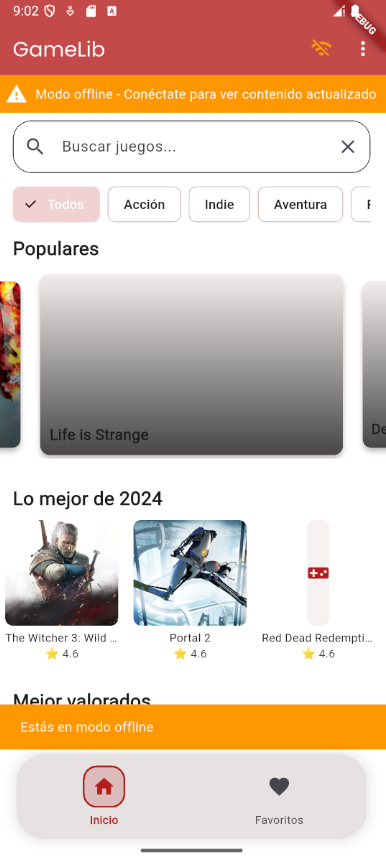 9:02
DEBUG
GameLib
Modo offline - Conéctate para ver contenido actualizado
Buscar juegos...
Todos Acción Indie Aventura
Populares
Life is Strange
De
Lo mejor de 2024
The Witcher 3: Wild ... Portal 2 Red Dead Redempti...
4.6 4.6 4.6
Mejor valorados
Estás en modo offline
Inicio Favoritos